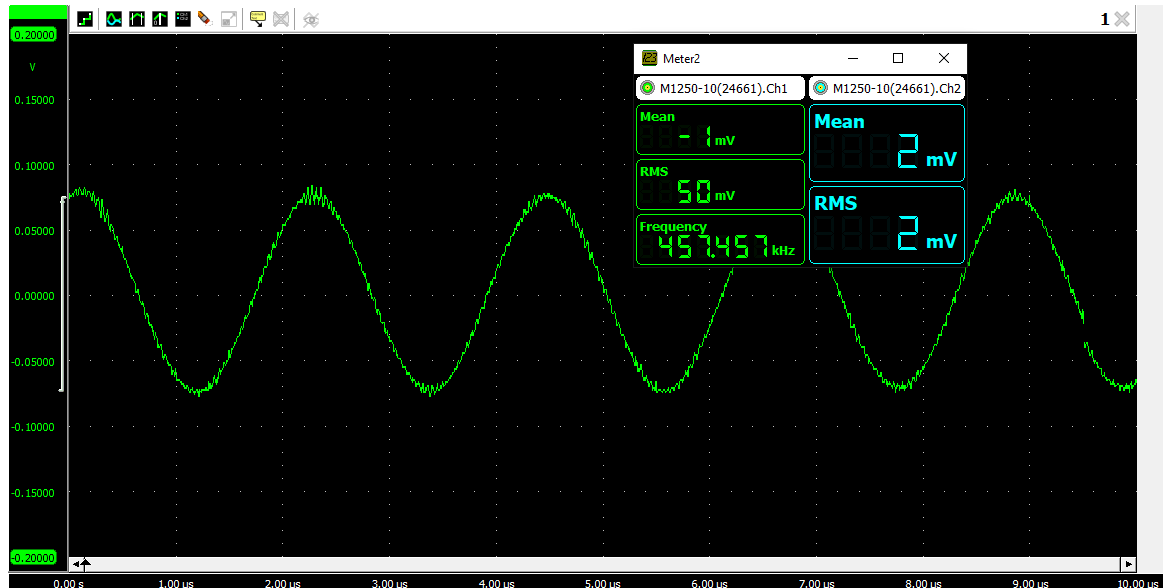 1
0.20000
V
0.15000
0.10000
0.05000
0.00000
-0.05000
-0.10000
-0.15000
-0.20000
0.00 s 1.00 us 2.00 us 3.00 us 4.00 us 5.00 us 6.00 us 7.00 us 8.00 us 9.00 us 10.00 us
123 Meter2
M1250-10(24661).Ch1
Mean
-1 mV
RMS
50 mV
Frequency
457.457 kHz
M1250-10(24661).Ch2
Mean
2 mV
RMS
2 mV